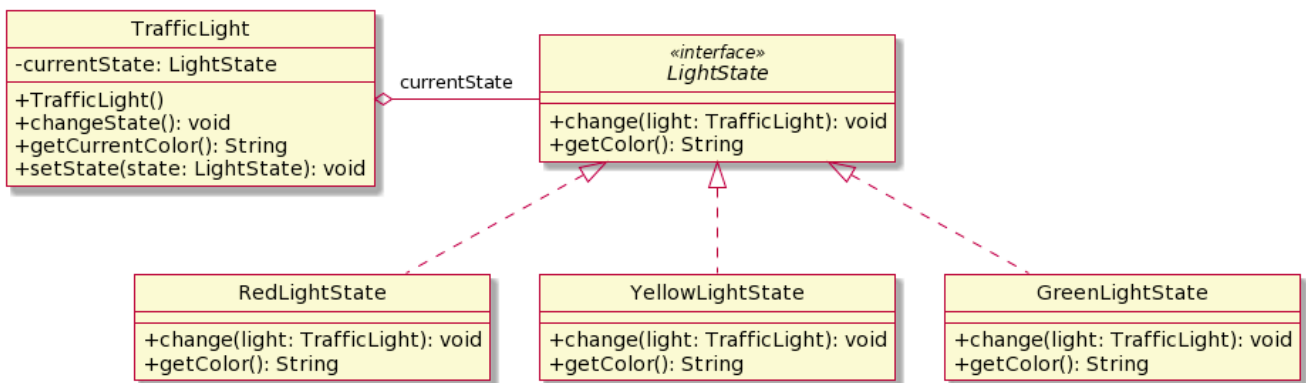 TrafficLight
-currentState: LightState
+TrafficLight()
+changeState(): void
+getCurrentColor(): String
+setState(state: LightState): void
currentState
«interface»
LightState
+change(light: TrafficLight): void
+getColor(): String
RedLightState
+change(light: TrafficLight): void
+getColor(): String
YellowLightState
+change(light: TrafficLight): void
+getColor(): String
GreenLightState
+change(light: TrafficLight): void
+getColor(): String